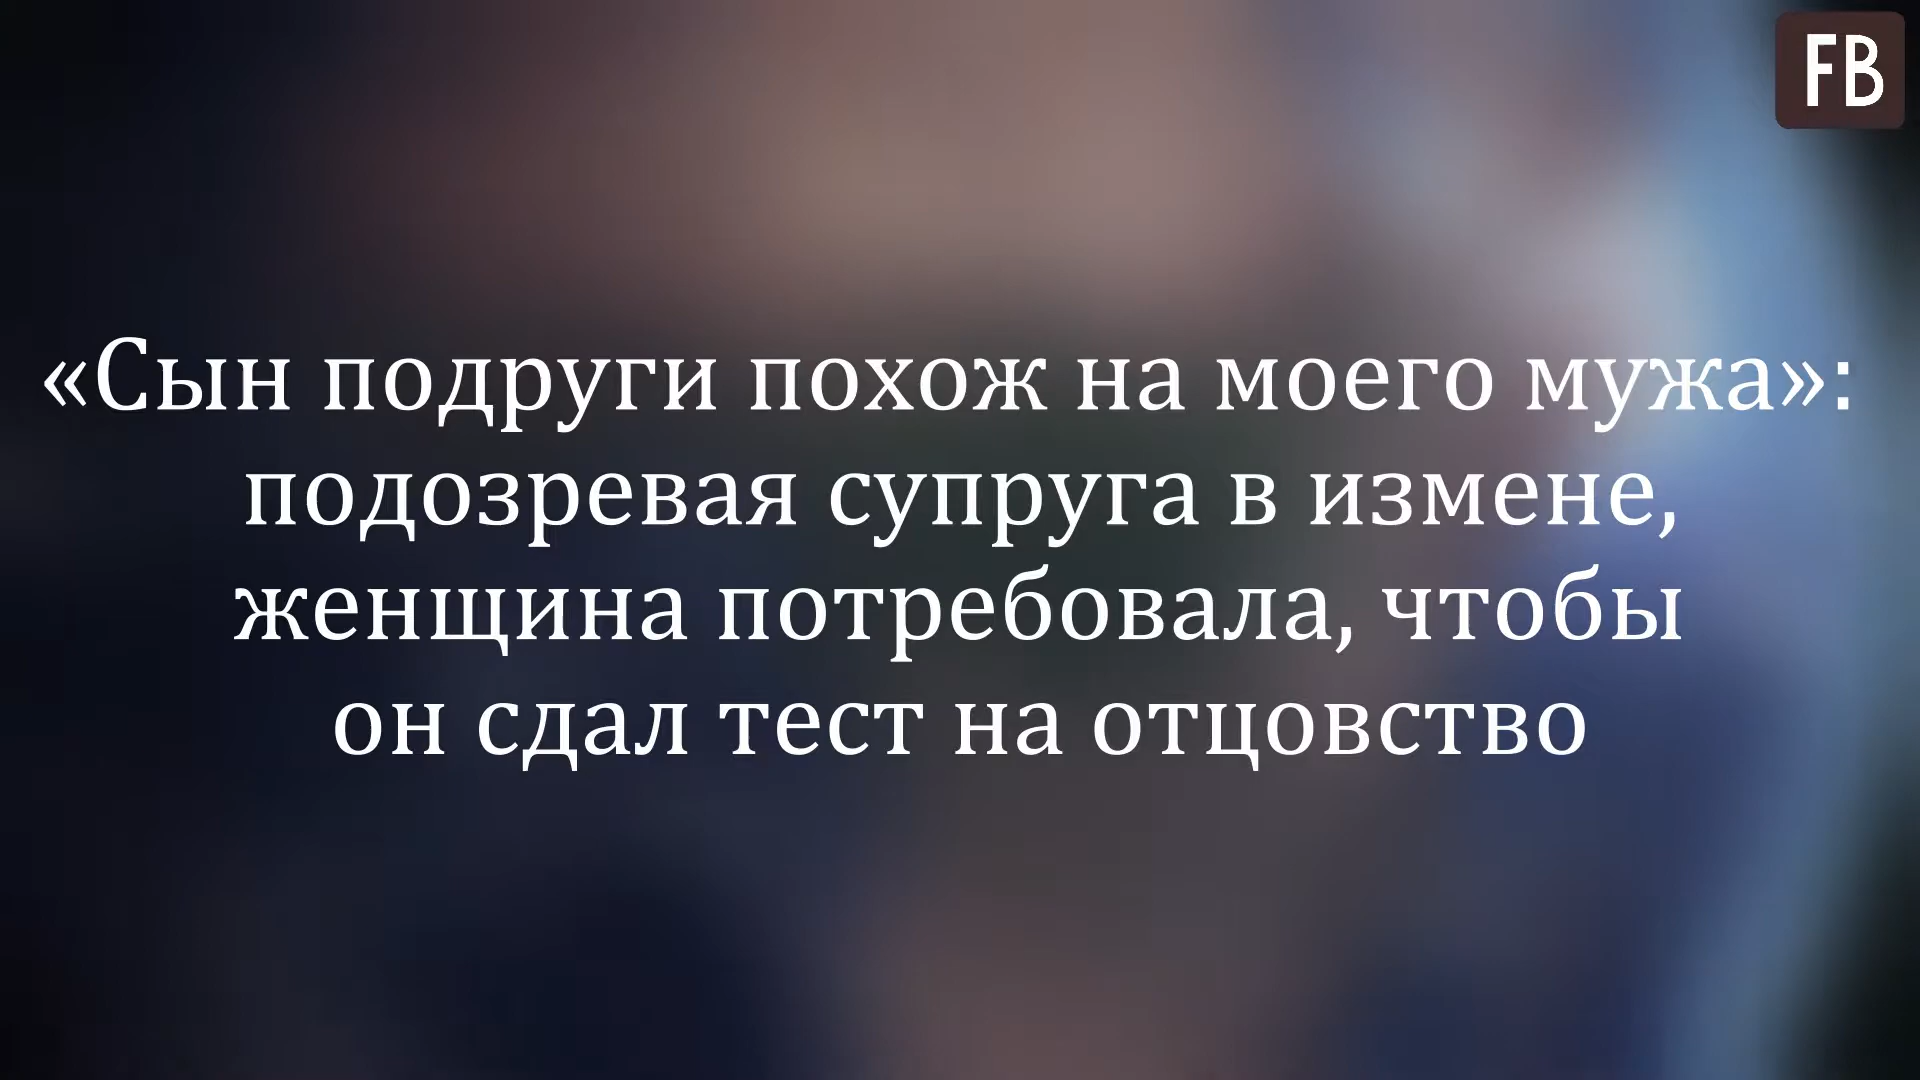 FB
«Сын подруги похож на моего мужа»:
подозревая супруга в измене,
женщина потребовала, чтобы
он сдал тест на отцовство